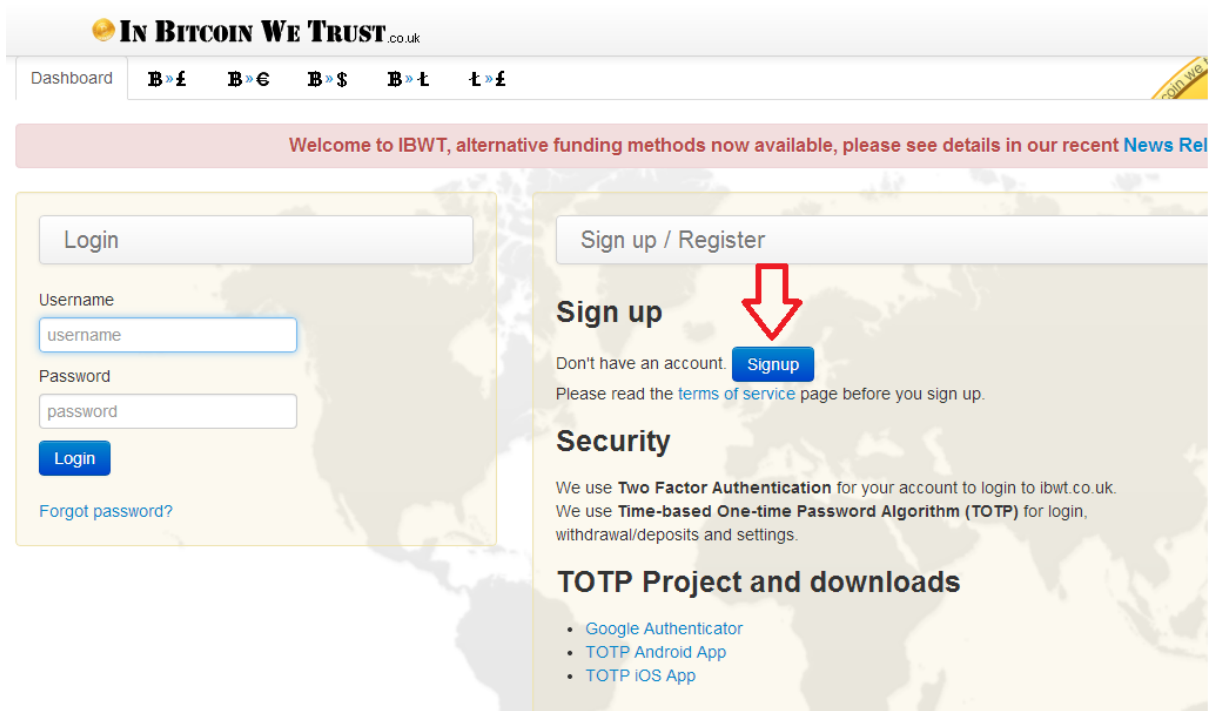 IN BITCOIN WE TRUST.co.uk
Dashboard Ƀ»£ Ƀ»€ Ƀ»$ Ƀ»Ł Ł»£
coin we t
Welcome to IBWT, alternative funding methods now available, please see details in our recent News Rel
Login
Username
username
Password
password
Login
Forgot password?
Sign up / Register
Sign up
Don't have an account. Signup
Please read the terms of service page before you sign up.
Security
We use Two Factor Authentication for your account to login to ibwt.co.uk.
We use Time-based One-time Password Algorithm (TOTP) for login,
withdrawal/deposits and settings.
TOTP Project and downloads
• Google Authenticator
• TOTP Android App
• TOTP iOS App